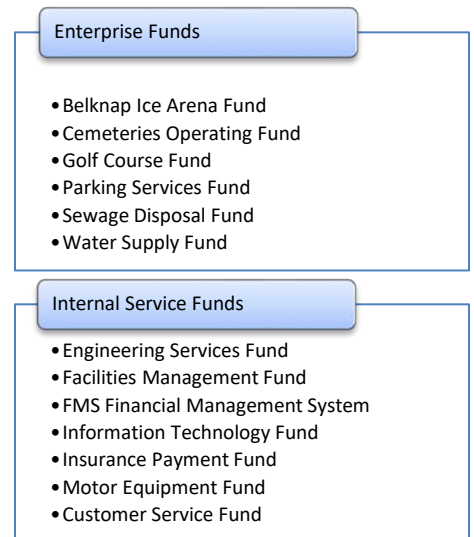 Enterprise Funds
•Belknap Ice Arena Fund
•Cemeteries Operating Fund
•Golf Course Fund
•Parking Services Fund
•Sewage Disposal Fund
•Water Supply Fund
Internal Service Funds
•Engineering Services Fund
•Facilities Management Fund
•FMS Financial Management System
•Information Technology Fund
•Insurance Payment Fund
•Motor Equipment Fund
•Customer Service Fund